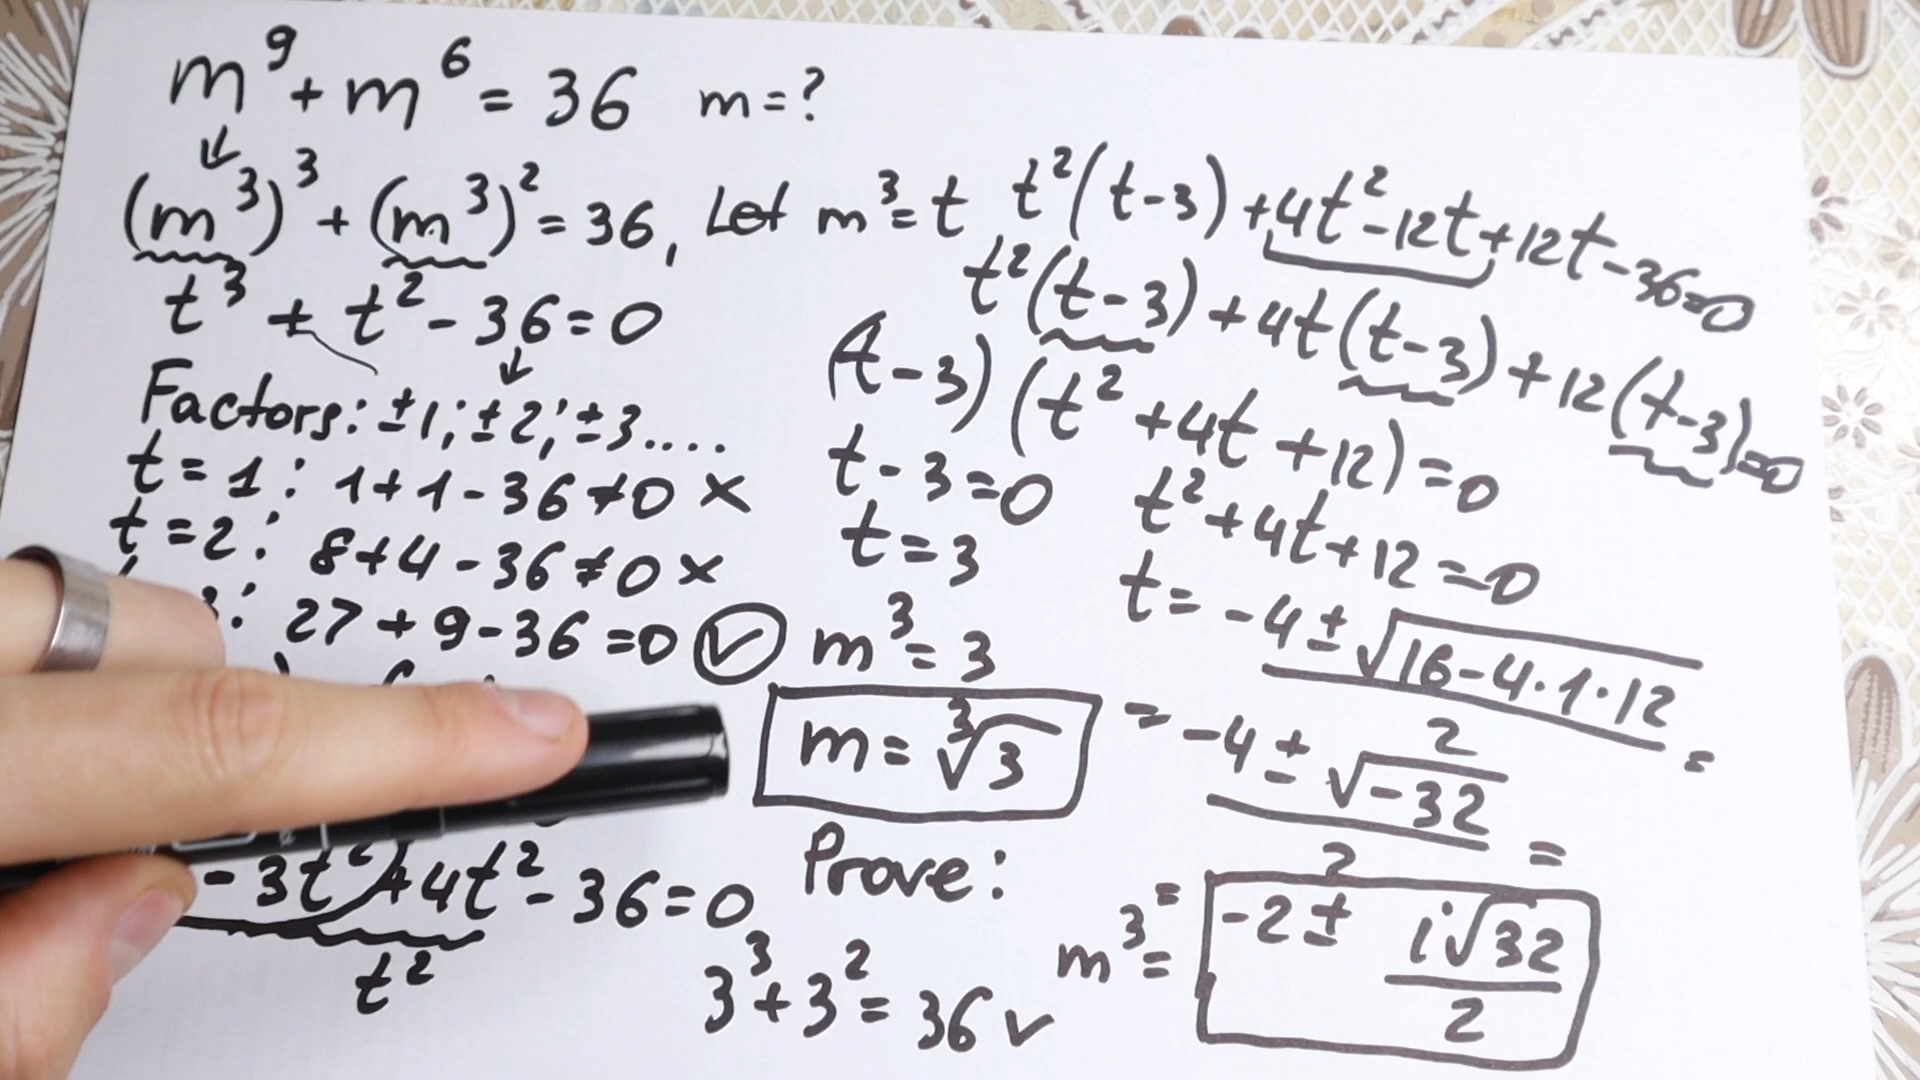 m⁹ + m⁶ = 36 m = ?
(m³)³ + (m³)² = 36, Let m³ = t
t³ + t² - 36 = 0
Factors: ±1; ±2; ±3....
t = 1: 1 + 1 - 36 ≠ 0 ×
t = 2: 8 + 4 - 36 ≠ 0 ×
3: 27 + 9 - 36 = 0 ✓
- 3t² + 4t² - 36 = 0
t²
t²(t-3) + 4t² - 12t + 12t - 36 = 0
t²(t-3) + 4t(t-3) + 12(t-3) = 0
(t-3)(t² + 4t + 12) = 0
t - 3 = 0
t = 3
m³ = 3
m = ∛3
Prove:
3³ + 3² = 36 ✓
t² + 4t + 12 = 0
t = (-4 ± √(16 - 4·1·12))/2 =
= (-4 ± √-32)/2 =
m³ = = -2 ± i√32/2